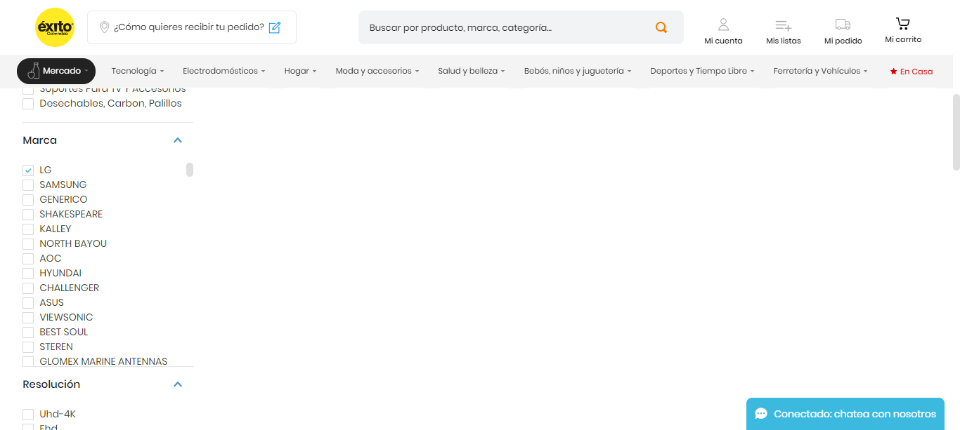 éxito
¿Cómo quieres recibir tu pedido?
Buscar por producto, marca, categoría...
Mi cuenta
Mis listas
Mi pedido
Mi carrito
Mercado
Tecnología
Electrodomésticos
Hogar
Moda y accesorios
Salud y belleza
Bebés, niños y juguetería
Deportes y Tiempo Libre
Ferretería y Vehículos
En Casa
Soportes Para TV Y Accesorios
Desechables, Carbon, Palillos
Marca
LG
SAMSUNG
GENERICO
SHAKESPEARE
KALLEY
NORTH BAYOU
AOC
HYUNDAI
CHALLENGER
ASUS
VIEWSONIC
BEST SOUL
STEREN
GLOMEX MARINE ANTENNAS
Resolución
Uhd-4K
Fhd
Conectado: chatea con nosotros